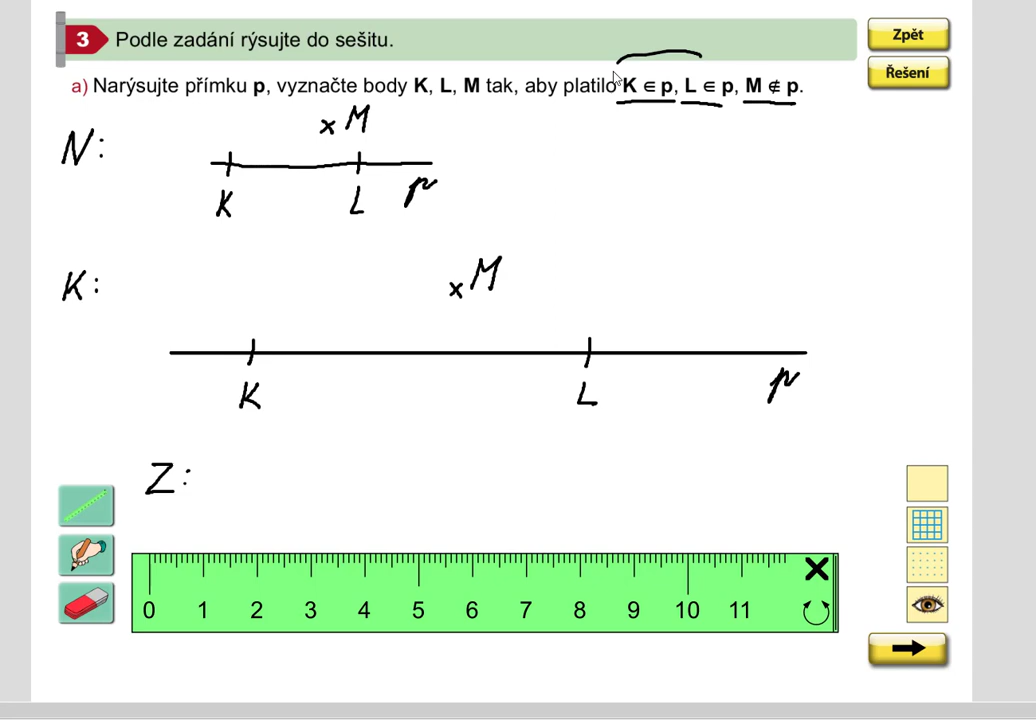 3 Podle zadání rýsujte do sešitu.
Zpět
Řešení
a) Narýsujte přímku p, vyznačte body K, L, M tak, aby platilo K ∈ p, L ∈ p, M ∉ p.
N:
x M
K L p
K:
x M
K L p
Z:
0 1 2 3 4 5 6 7 8 9 10 11